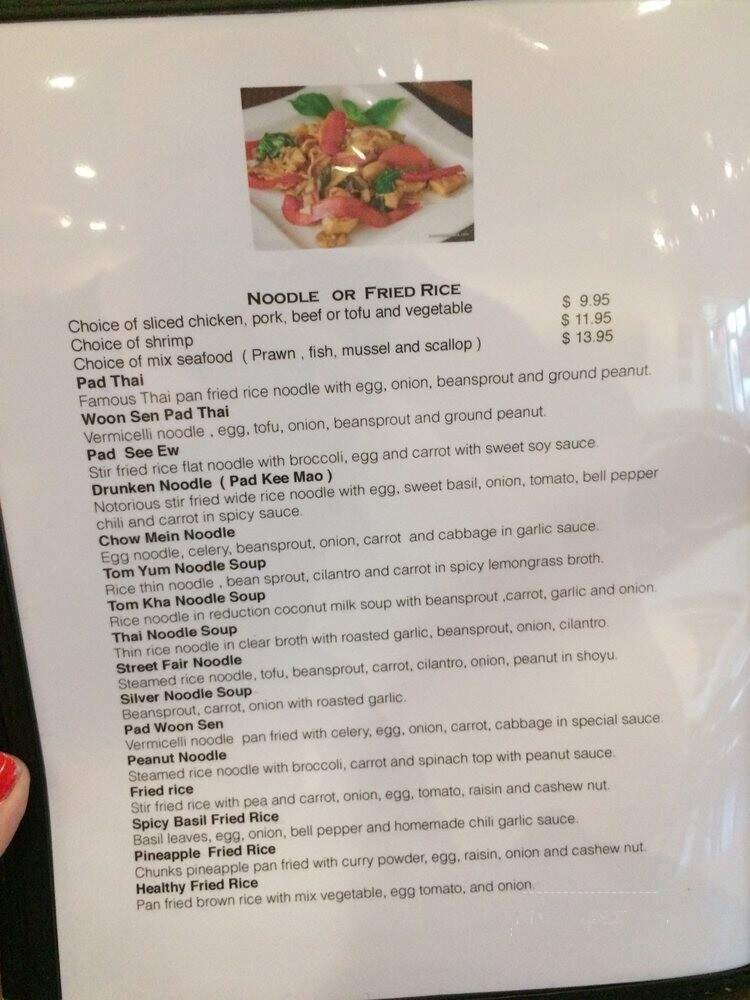 NOODLE OR FRIED RICE
Choice of sliced chicken, pork, beef or tofu and vegetable $ 9.95
Choice of shrimp $ 11.95
Choice of mix seafood ( Prawn , fish, mussel and scallop ) $ 13.95
Pad Thai
Famous Thai pan fried rice noodle with egg, onion, beansprout and ground peanut.
Woon Sen Pad Thai
Vermicelli noodle , egg, tofu, onion, beansprout and ground peanut.
Pad See Ew
Stir fried rice flat noodle with broccoli, egg and carrot with sweet soy sauce.
Drunken Noodle ( Pad Kee Mao )
Notorious stir fried wide rice noodle with egg, sweet basil, onion, tomato, bell pepper
chili and carrot in spicy sauce.
Chow Mein Noodle
Egg noodle, celery, beansprout, onion, carrot and cabbage in garlic sauce.
Tom Yum Noodle Soup
Rice thin noodle , bean sprout, cilantro and carrot in spicy lemongrass broth.
Tom Kha Noodle Soup
Rice noodle in reduction coconut milk soup with beansprout ,carrot, garlic and onion.
Thai Noodle Soup
Thin rice noodle in clear broth with roasted garlic, beansprout, onion, cilantro.
Street Fair Noodle
Steamed rice noodle, tofu, beansprout, carrot, cilantro, onion, peanut in shoyu.
Silver Noodle Soup
Beansprout, carrot, onion with roasted garlic.
Pad Woon Sen
Vermicelli noodle pan fried with celery, egg, onion, carrot, cabbage in special sauce.
Peanut Noodle
Steamed rice noodle with broccoli, carrot and spinach top with peanut sauce.
Fried rice
Stir fried rice with pea and carrot, onion, egg, tomato, raisin and cashew nut.
Spicy Basil Fried Rice
Basil leaves, egg, onion, bell pepper and homemade chili garlic sauce.
Pineapple Fried Rice
Chunks pineapple pan fried with curry powder, egg, raisin, onion and cashew nut.
Healthy Fried Rice
Pan fried brown rice with mix vegetable, egg tomato, and onion.